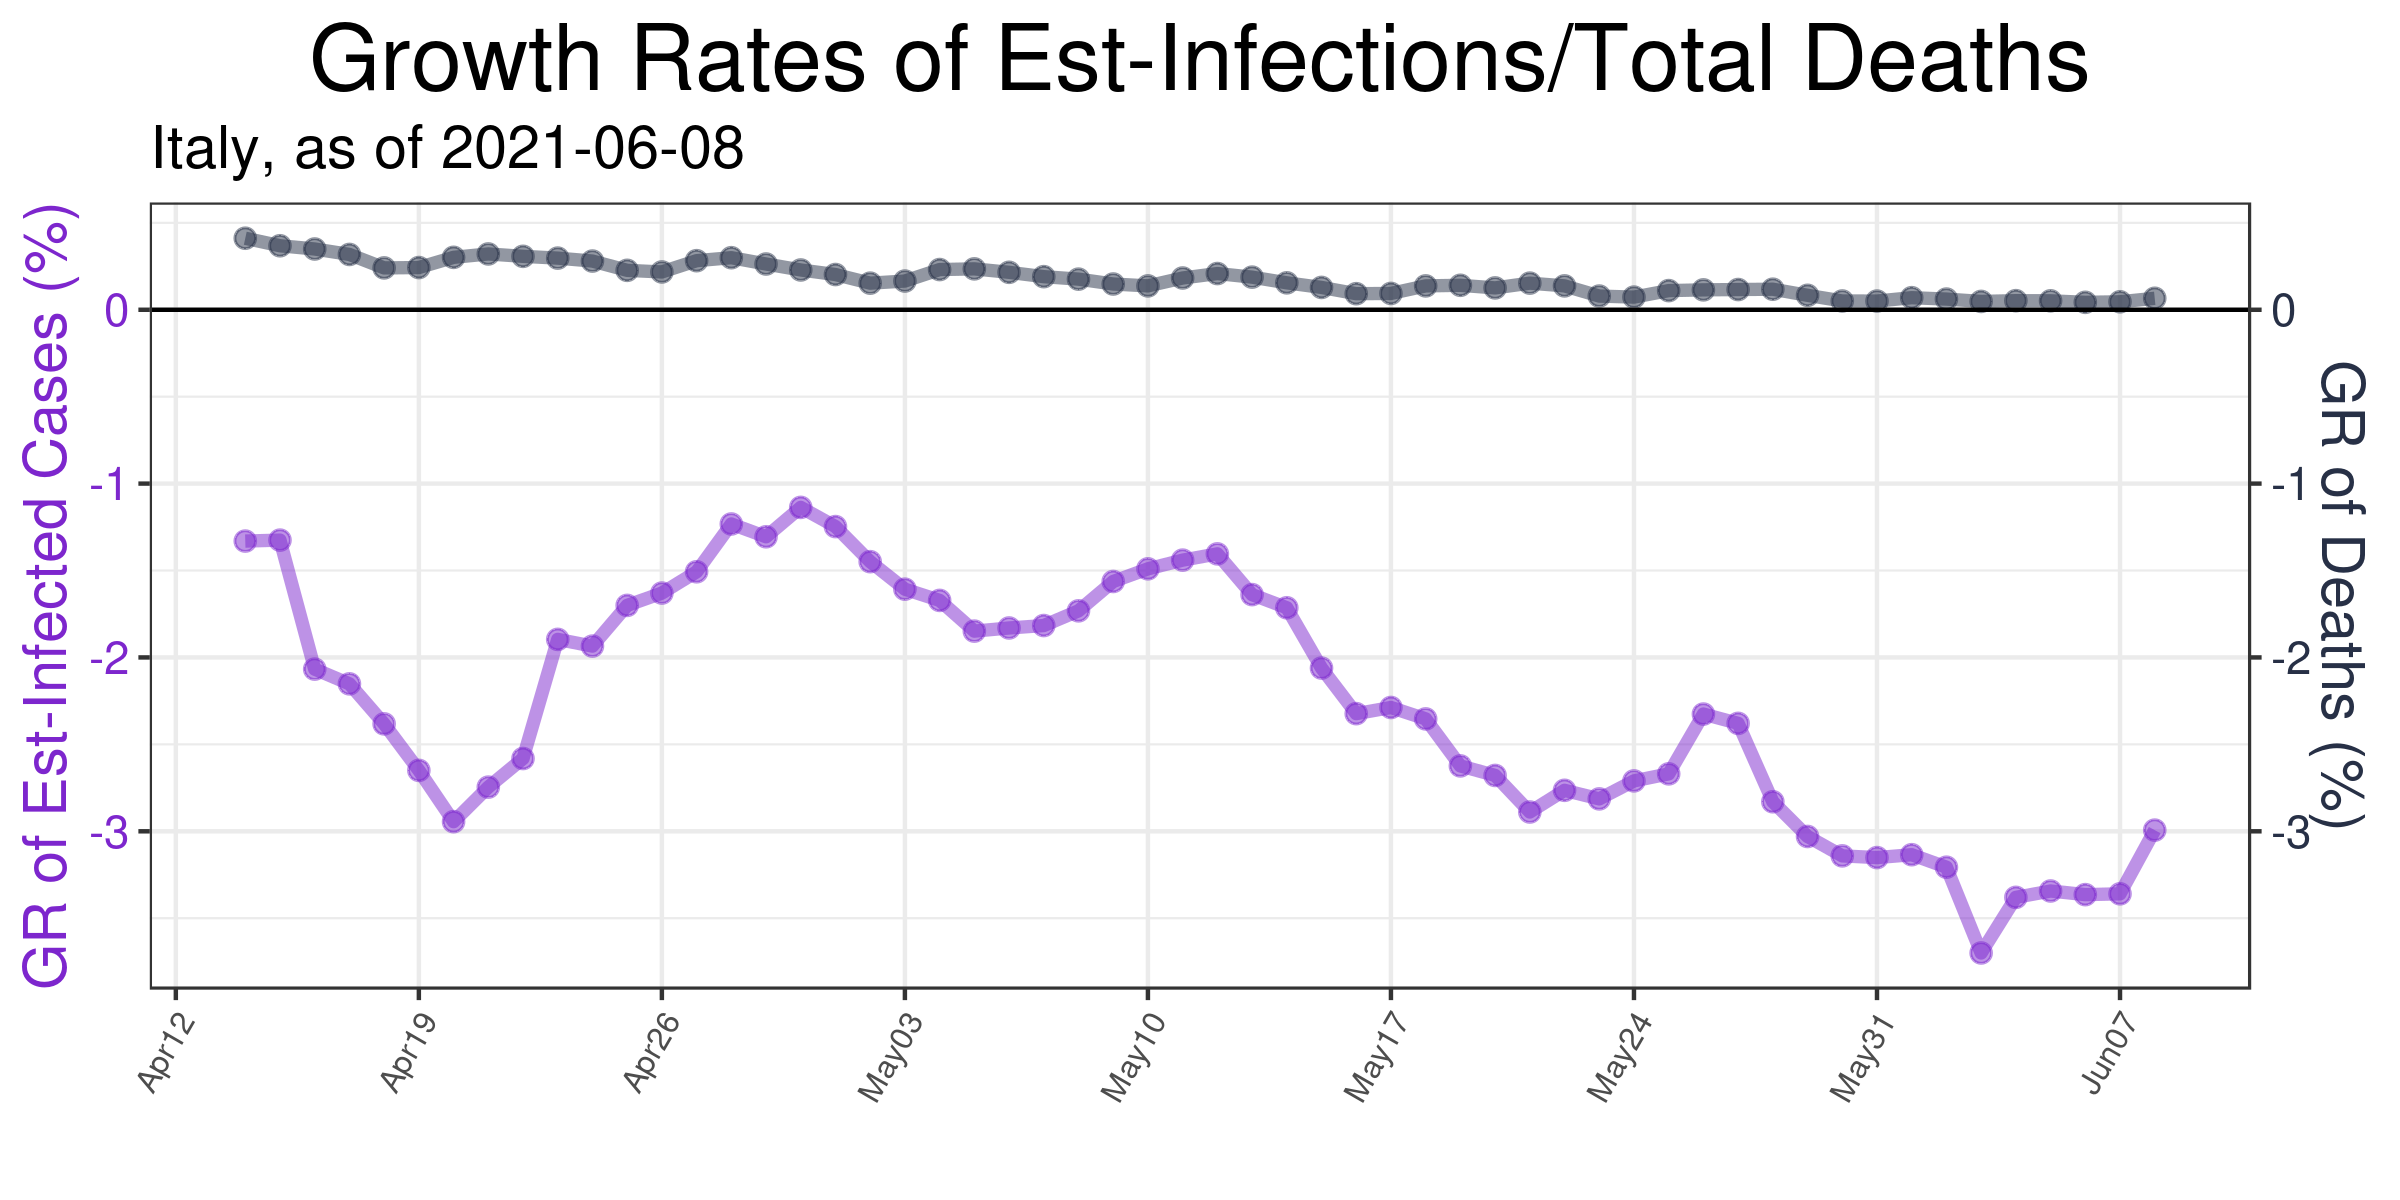 Growth Rates of Est-Infections/Total Deaths
Italy, as of 2021-06-08
GR of Est-Infected Cases (%)
0
-1
-2
-3
0
-1
-2
-3
GR of Deaths (%)
Apr12
Apr19
Apr26
May03
May10
May17
May24
May31
Jun07